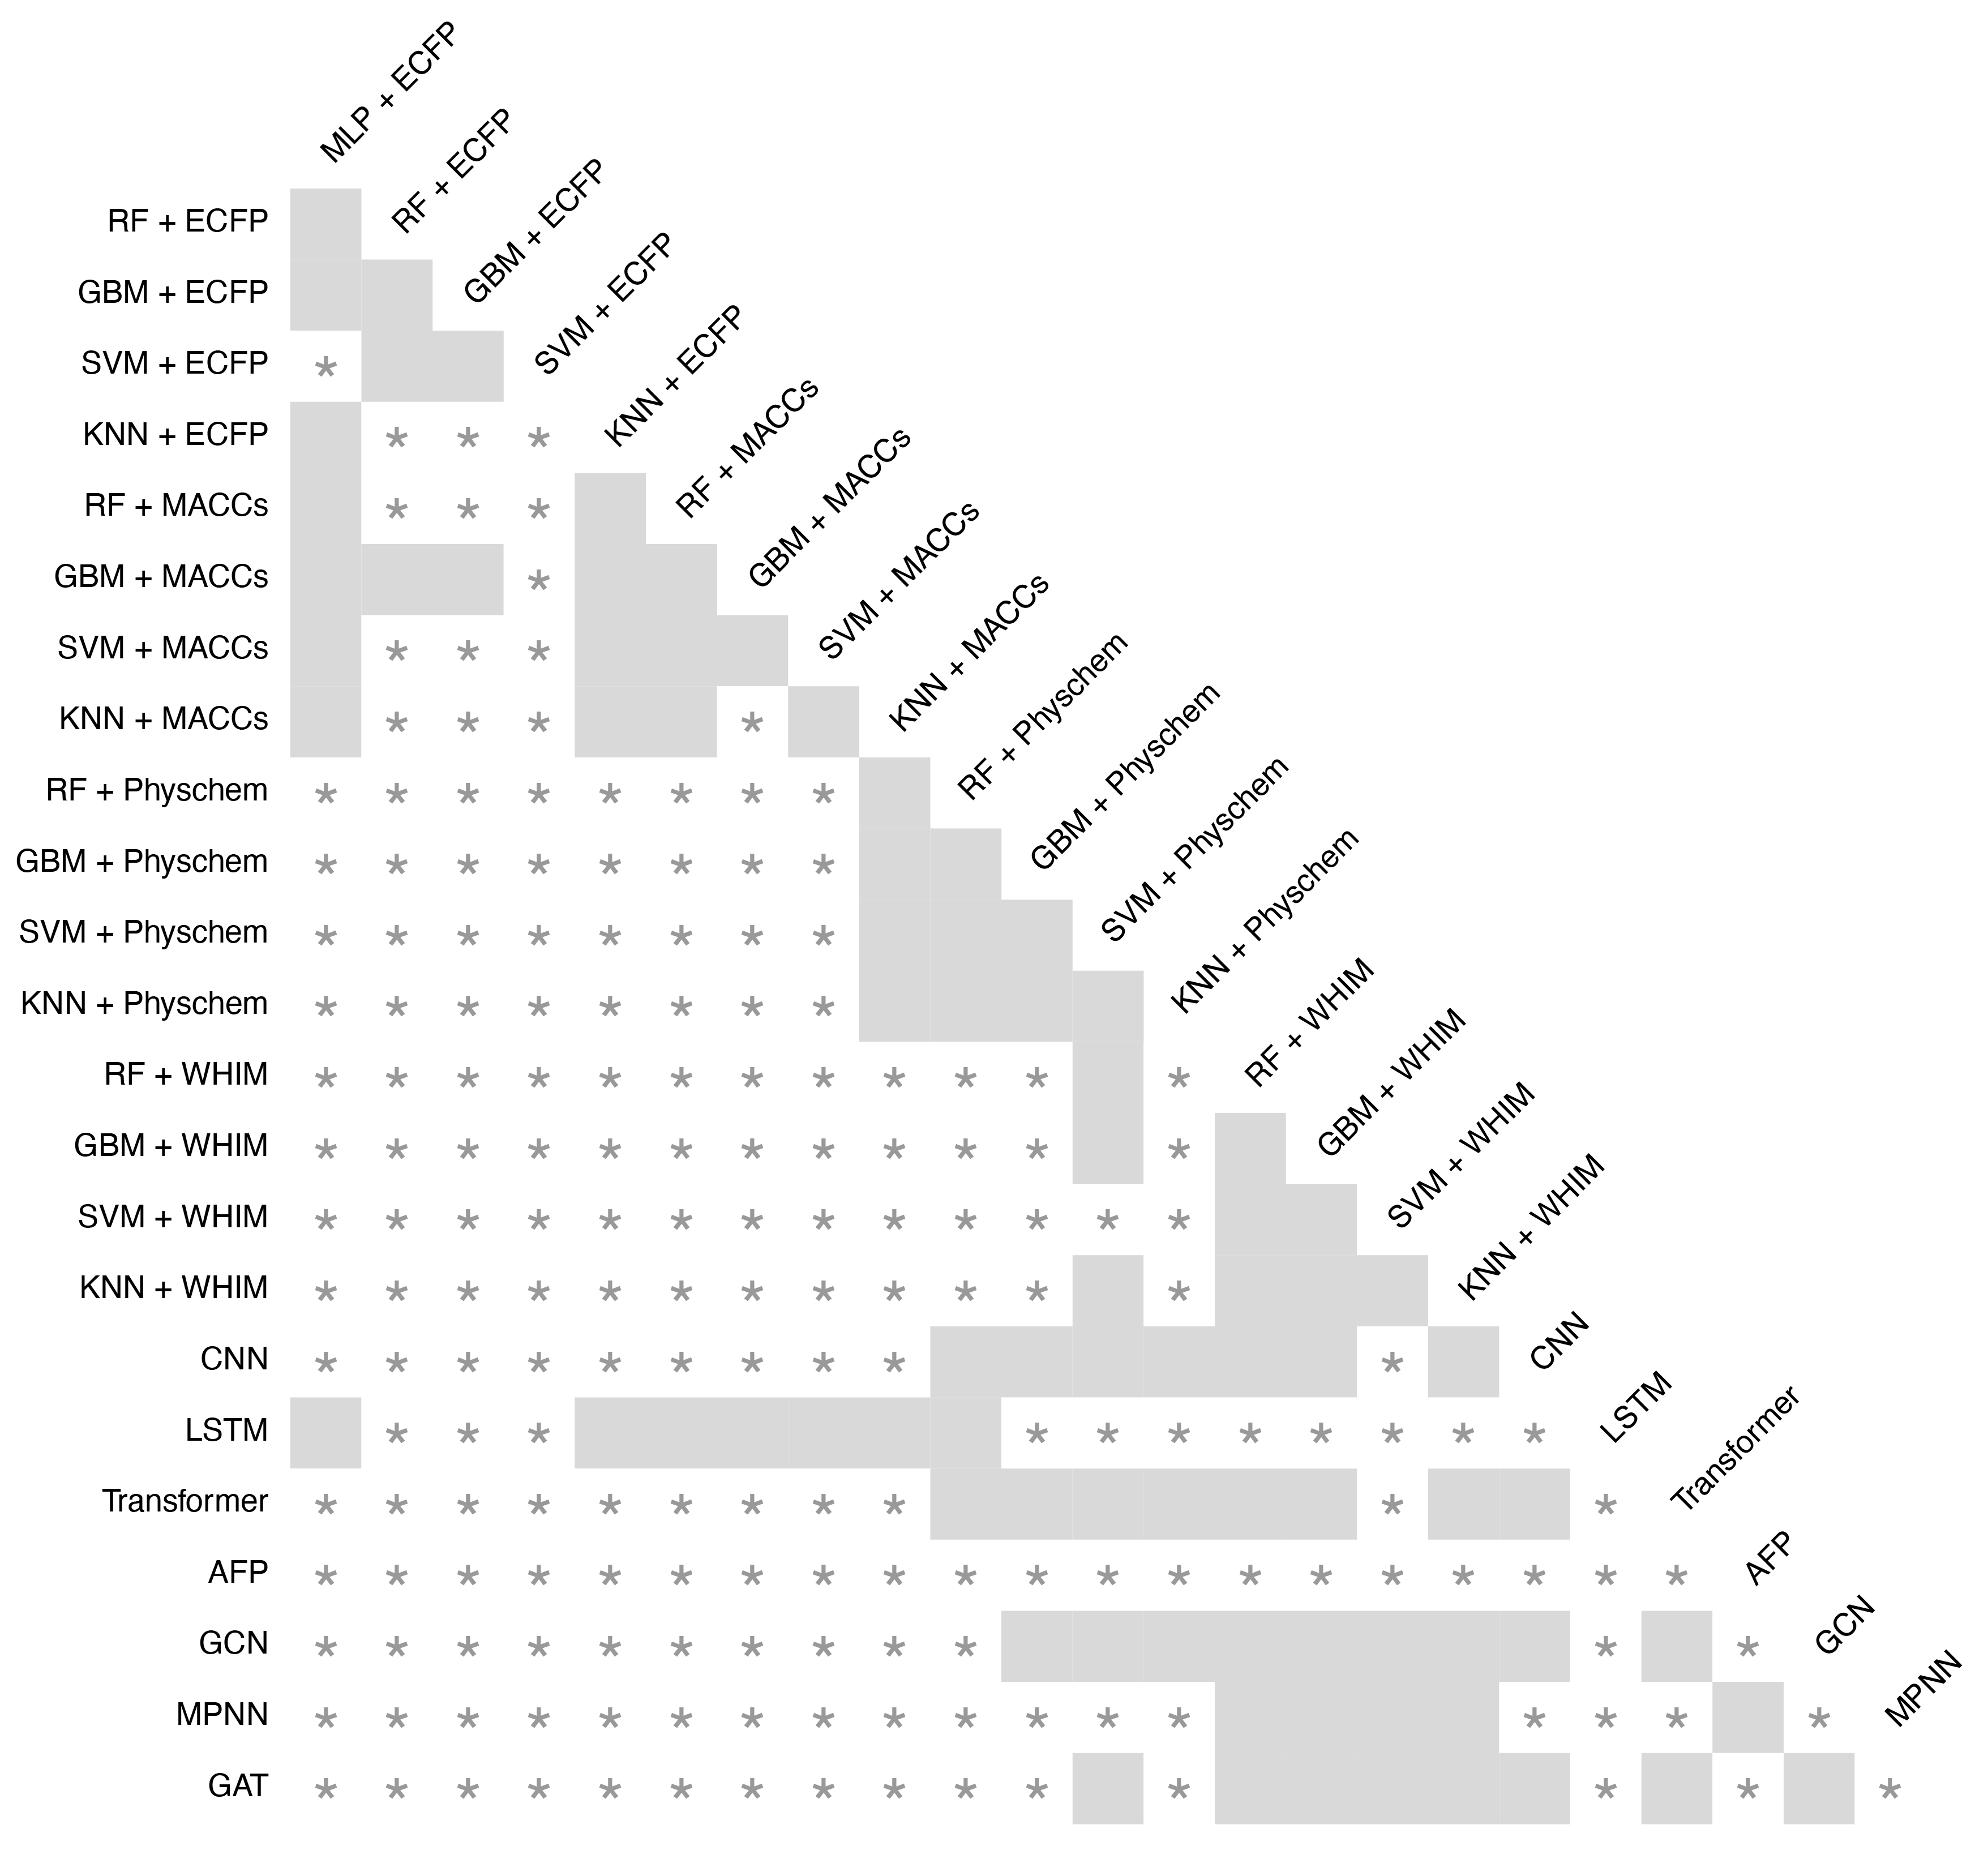 MLP + ECFP
RF + ECFP
GBM + ECFP
SVM + ECFP
KNN + ECFP
RF + MACCs
GBM + MACCs
SVM + MACCs
KNN + MACCs
RF + Physchem
GBM + Physchem
SVM + Physchem
KNN + Physchem
RF + WHIM
GBM + WHIM
SVM + WHIM
KNN + WHIM
CNN
LSTM
Transformer
AFP
GCN
MPNN
RF + ECFP
GBM + ECFP
SVM + ECFP *
KNN + ECFP * * *
RF + MACCs * * *
GBM + MACCs *
SVM + MACCs * * *
KNN + MACCs * * * *
RF + Physchem * * * * * * * *
GBM + Physchem * * * * * * * *
SVM + Physchem * * * * * * * *
KNN + Physchem * * * * * * * *
RF + WHIM * * * * * * * * * * * *
GBM + WHIM * * * * * * * * * * * *
SVM + WHIM * * * * * * * * * * * * *
KNN + WHIM * * * * * * * * * * * *
CNN * * * * * * * * * *
LSTM * * * * * * * * * * *
Transformer * * * * * * * * * * *
AFP * * * * * * * * * * * * * * * * * * * *
GCN * * * * * * * * * * * *
MPNN * * * * * * * * * * * * * * * * *
GAT * * * * * * * * * * * * * * *